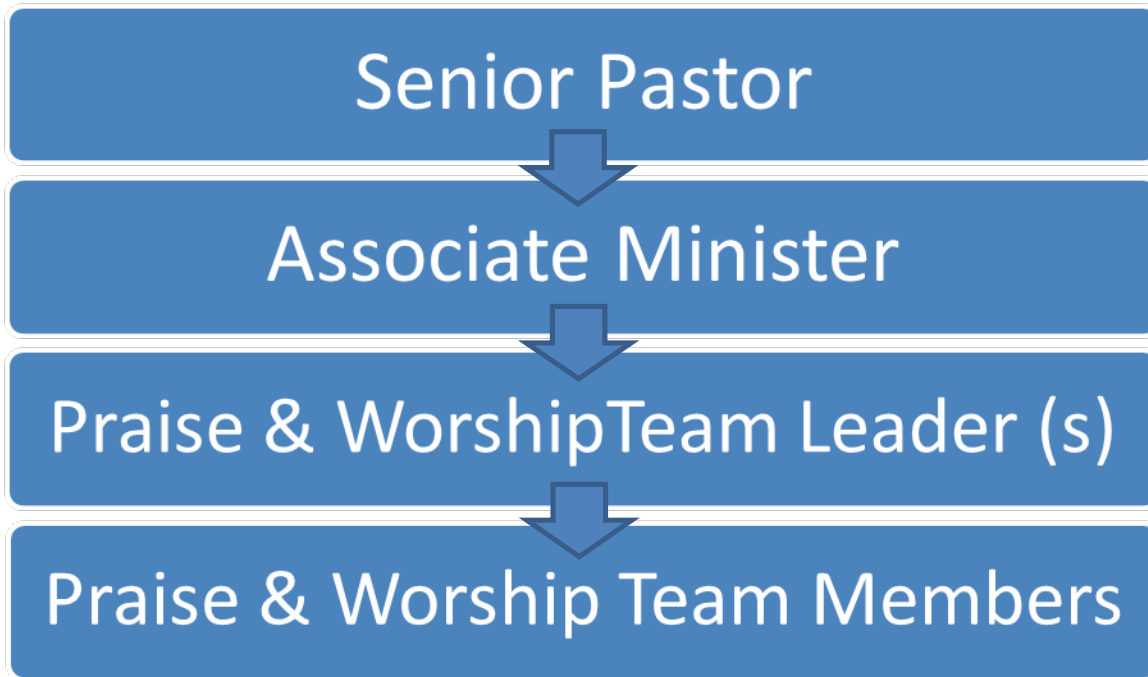 Senior Pastor
Associate Minister
Praise & WorshipTeam Leader (s)
Praise & Worship Team Members